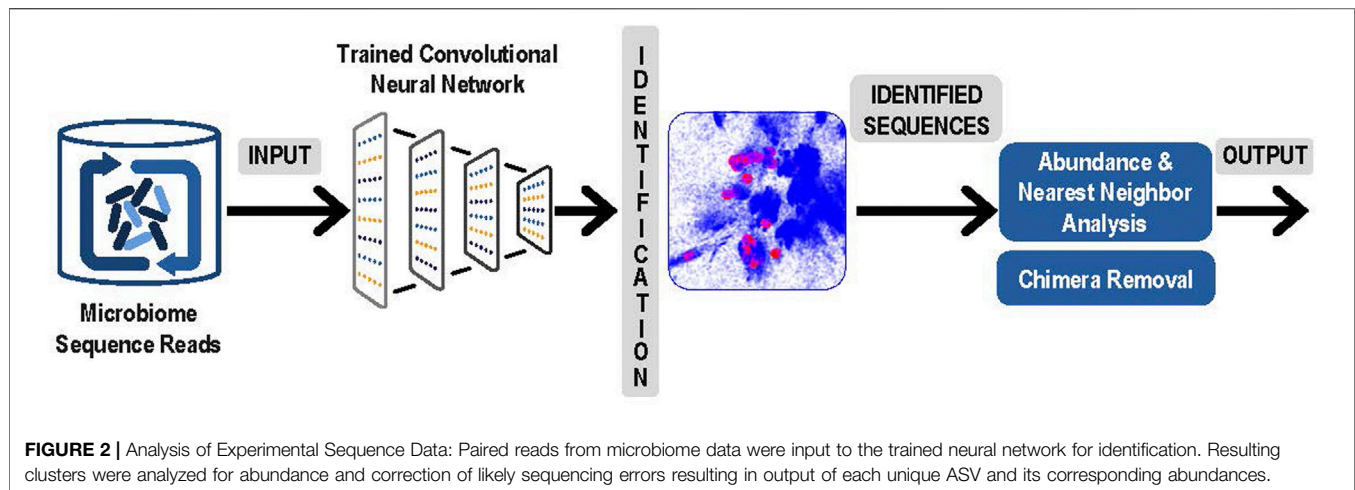 Trained Convolutional
Neural Network
INPUT
Microbiome
Sequence Reads
IDENTIFICATION
IDENTIFIED
SEQUENCES
Abundance &
Nearest Neighbor
Analysis
Chimera Removal
OUTPUT
FIGURE 2 | Analysis of Experimental Sequence Data: Paired reads from microbiome data were input to the trained neural network for identification. Resulting
clusters were analyzed for abundance and correction of likely sequencing errors resulting in output of each unique ASV and its corresponding abundances.